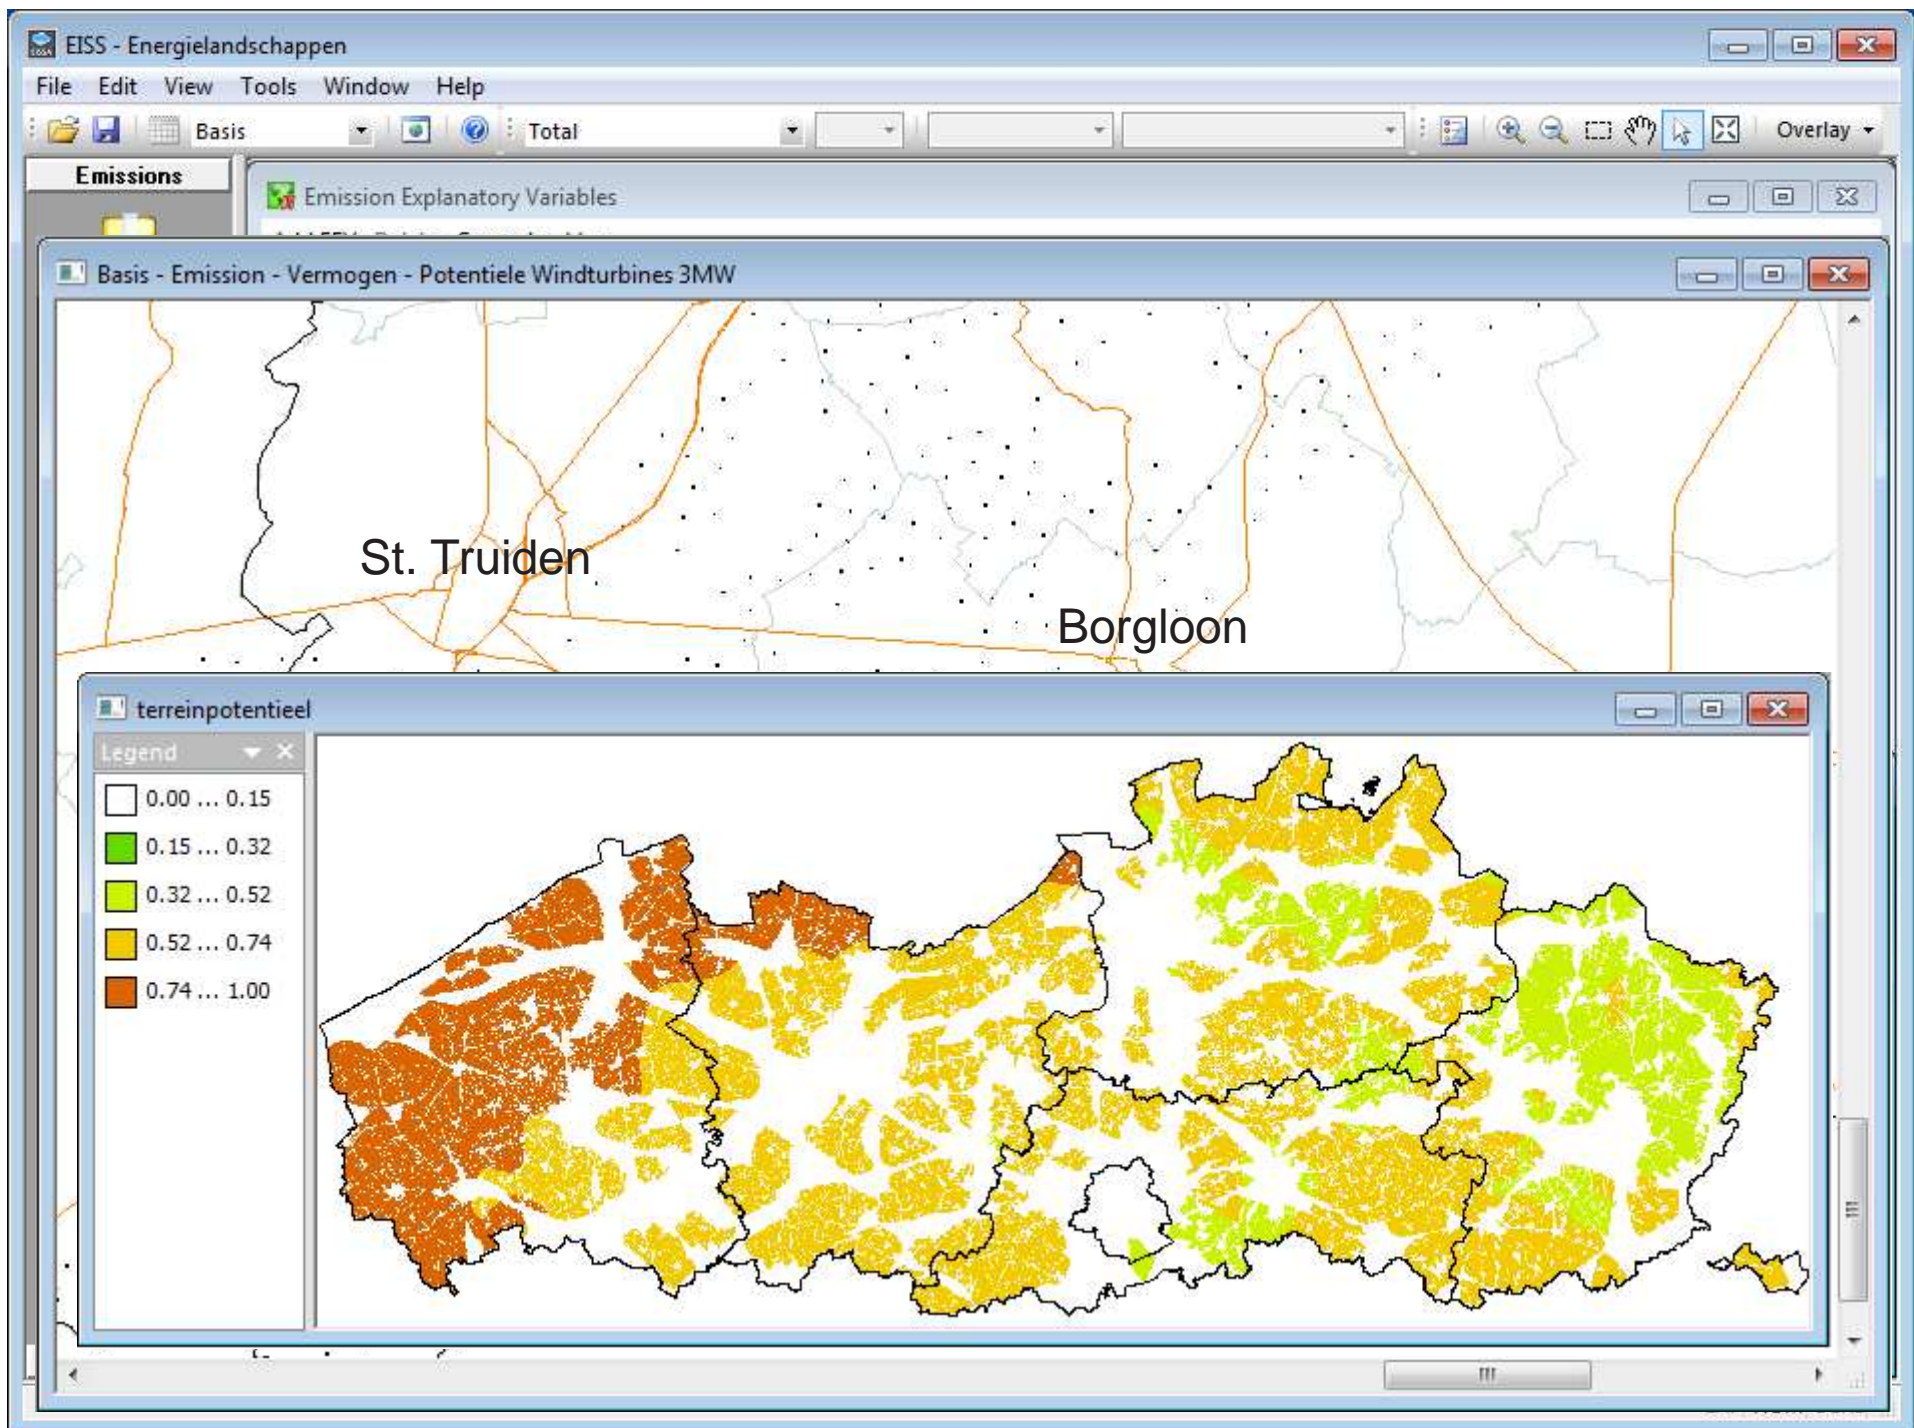 EISS - Energielandschappen
File Edit View Tools Window Help
Basis Total Overlay
Emissions
Emission Explanatory Variables
Basis - Emission - Vermogen - Potentiele Windturbines 3MW
St. Truiden
Borgloon
terreinpotentieel
Legend
0.00 ... 0.15
0.15 ... 0.32
0.32 ... 0.52
0.52 ... 0.74
0.74 ... 1.00